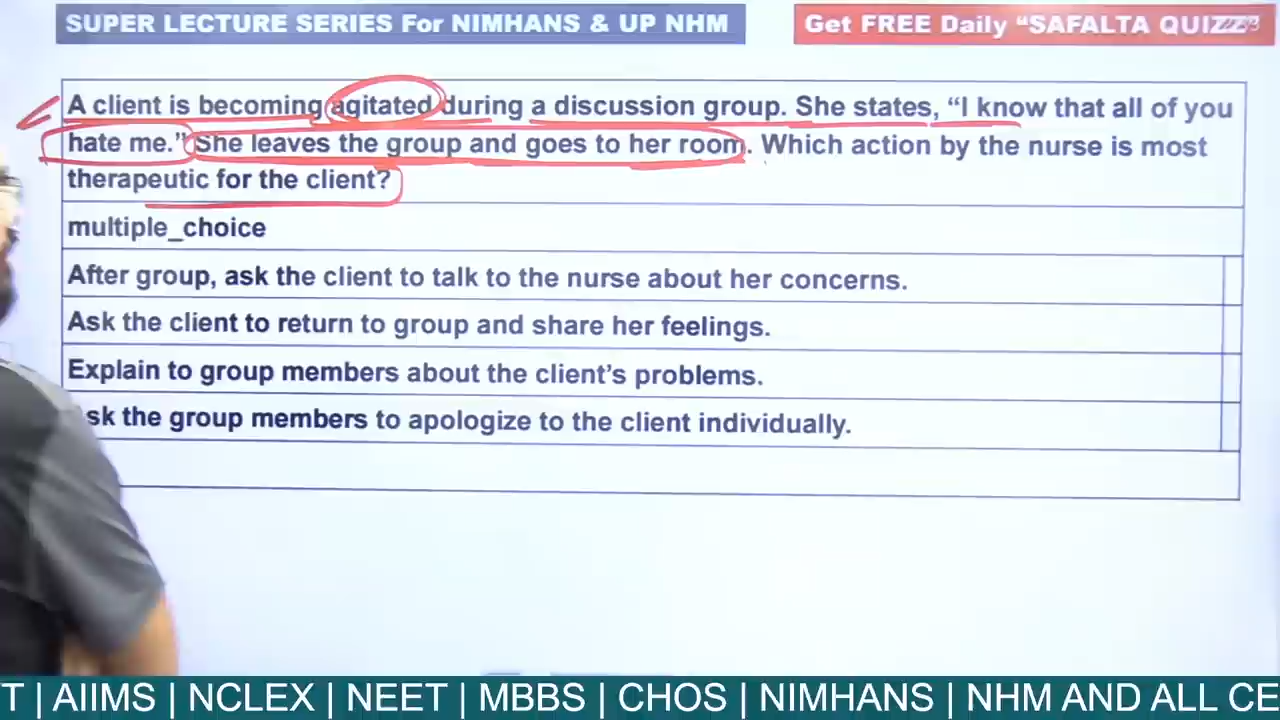 SUPER LECTURE SERIES For NIMHANS & UP NHM
Get FREE Daily “SAFALTA QUIZZZ”
A client is becoming agitated during a discussion group. She states, “I know that all of you
hate me.” She leaves the group and goes to her room. Which action by the nurse is most
therapeutic for the client?
multiple_choice
After group, ask the client to talk to the nurse about her concerns.
Ask the client to return to group and share her feelings.
Explain to group members about the client’s problems.
sk the group members to apologize to the client individually.
T | AIIMS | NCLEX | NEET | MBBS | CHOS | NIMHANS | NHM AND ALL CE